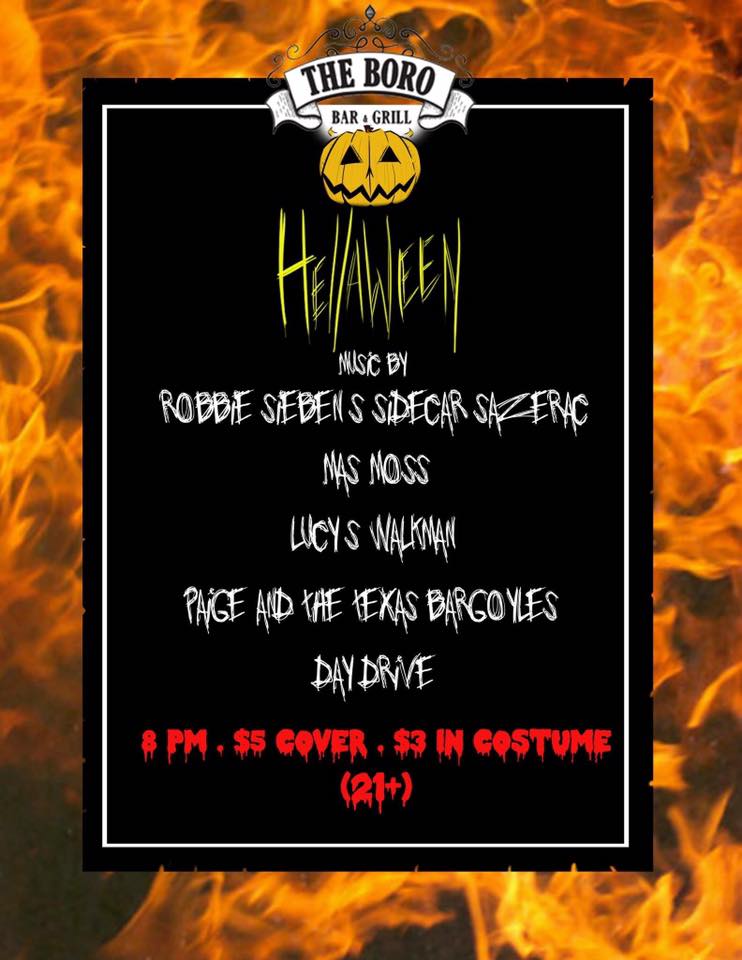 THE BORO
BAR & GRILL
HellAWEEN
MUSiC BY
ROBBiE SiEBEN S SiDECAR SAZERAC
MAS MOSS
LUCY S WALKMAN
PAiGE AND tHE tEXAS BARGOYLES
DAY DRiVE
8 PM . $5 COVER . $3 IN COSTUME
(21+)